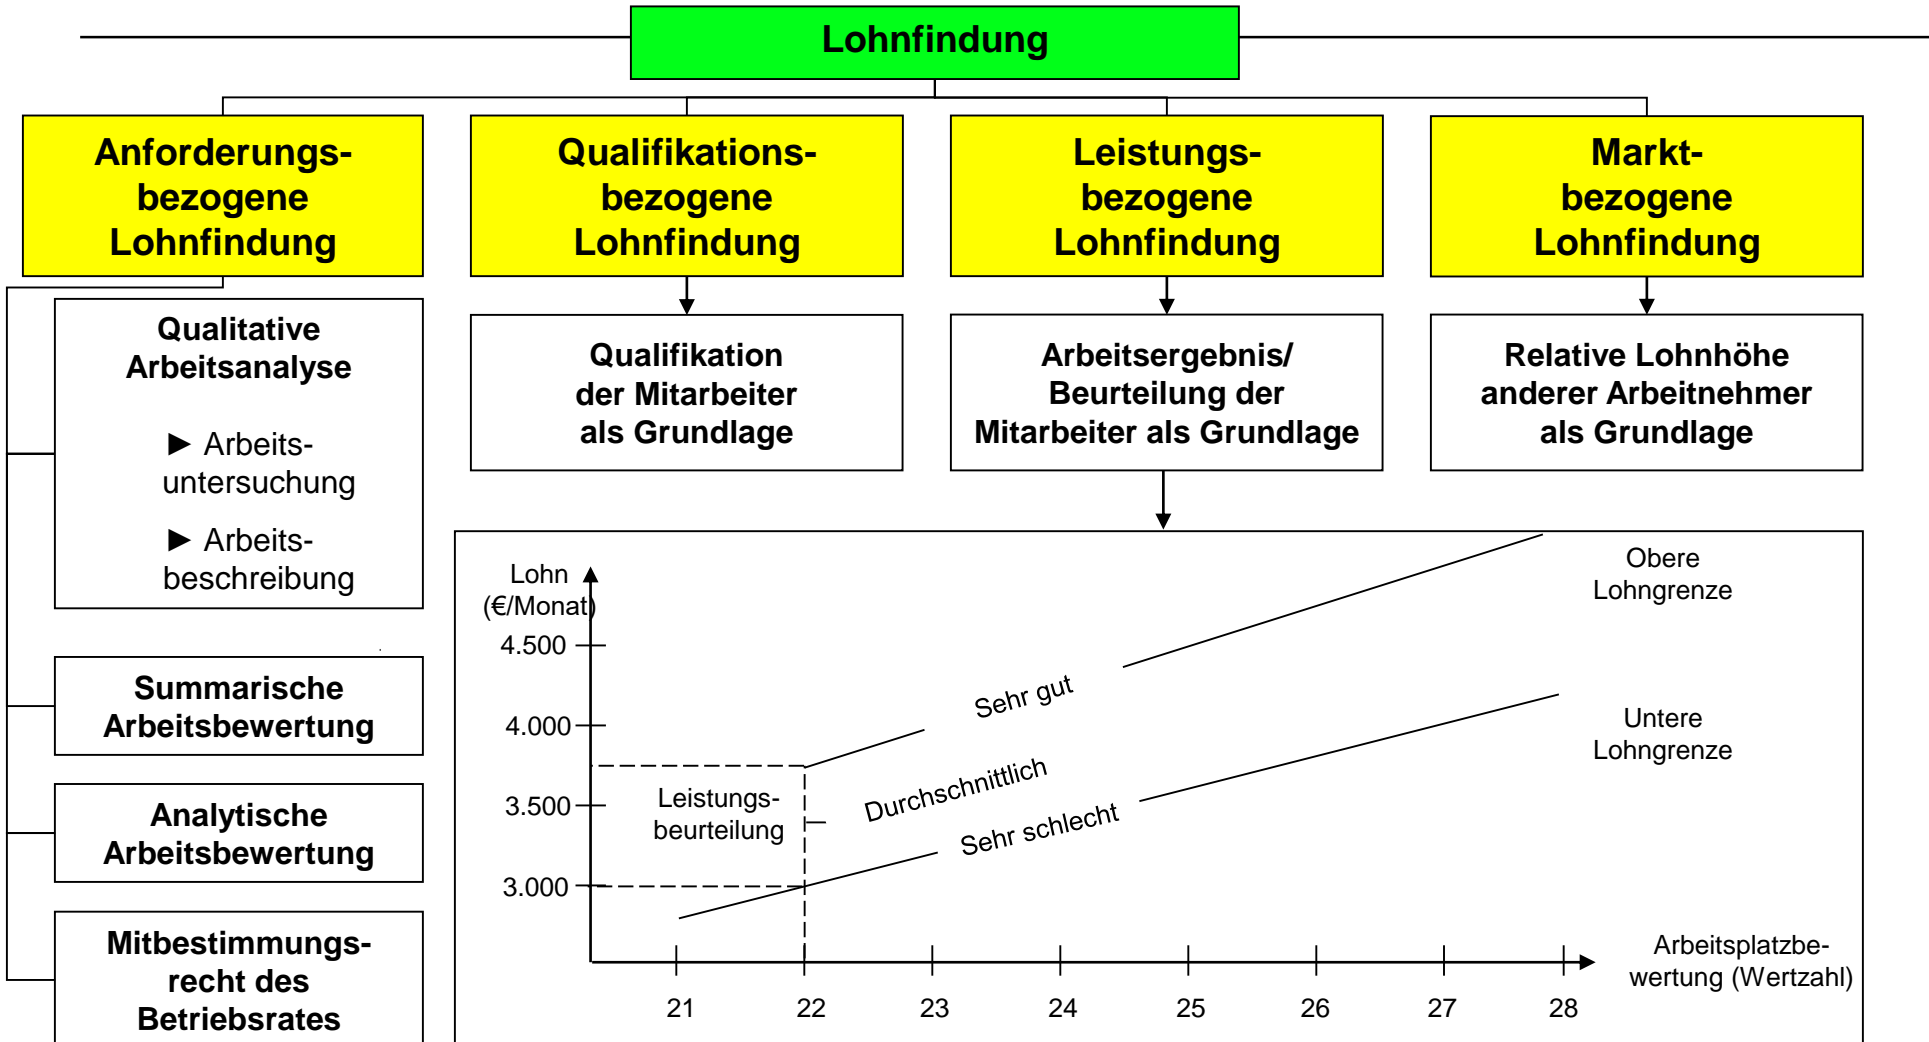 Lohnfindung
Anforderungs-
bezogene
Lohnfindung
Qualifikations-
bezogene
Lohnfindung
Leistungs-
bezogene
Lohnfindung
Markt-
bezogene
Lohnfindung
Qualitative
Arbeitsanalyse
► Arbeits-
untersuchung
► Arbeits-
beschreibung
Summarische
Arbeitsbewertung
Analytische
Arbeitsbewertung
Mitbestimmungs-
recht des
Betriebsrates
Qualifikation
der Mitarbeiter
als Grundlage
Arbeitsergebnis/
Beurteilung der
Mitarbeiter als Grundlage
Relative Lohnhöhe
anderer Arbeitnehmer
als Grundlage
Lohn
(€/Monat)
4.500
4.000
3.500
3.000
Leistungs-
beurteilung
Sehr gut
Durchschnittlich
Sehr schlecht
Obere
Lohngrenze
Untere
Lohngrenze
Arbeitsplatzbe-
wertung (Wertzahl)
21 22 23 24 25 26 27 28